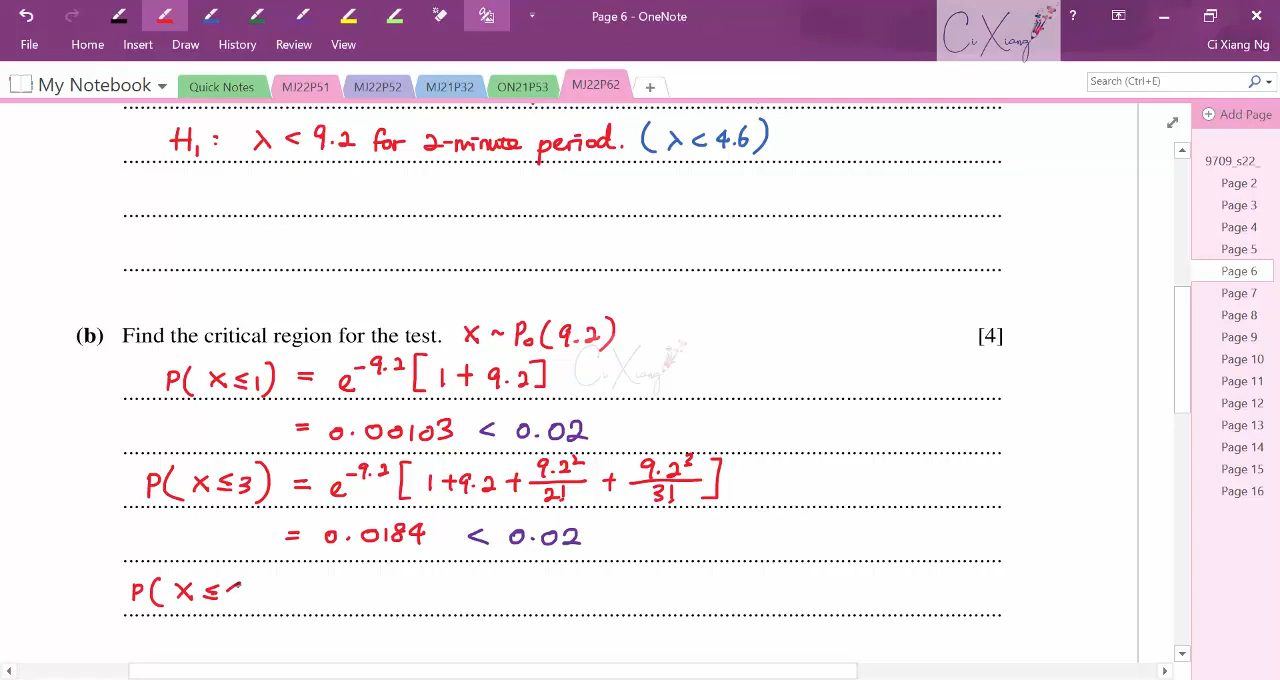 Page 6 - OneNote
Ci Xiang
?
File Home Insert Draw History Review View
Ci Xiang Ng
My Notebook
Quick Notes MJ22P51 MJ22P52 MJ21P32 ON21P53 MJ22P62
Search (Ctrl+E)
Add Page
H₁ : λ < 9.2 for 2-minute period. (λ < 4.6)
(b) Find the critical region for the test. X ~ Po(9.2) [4]
P( X ≤ 1) = e^-9.2 [1 + 9.2]
Ci Xiang
= 0.00103 < 0.02
P( X ≤ 3) = e^-9.2 [1 + 9.2 + 9.2²/2! + 9.2³/3!]
= 0.0184 < 0.02
P( X ≤
9709_s22_
Page 2
Page 3
Page 4
Page 5
Page 6
Page 7
Page 8
Page 9
Page 10
Page 11
Page 12
Page 13
Page 14
Page 15
Page 16